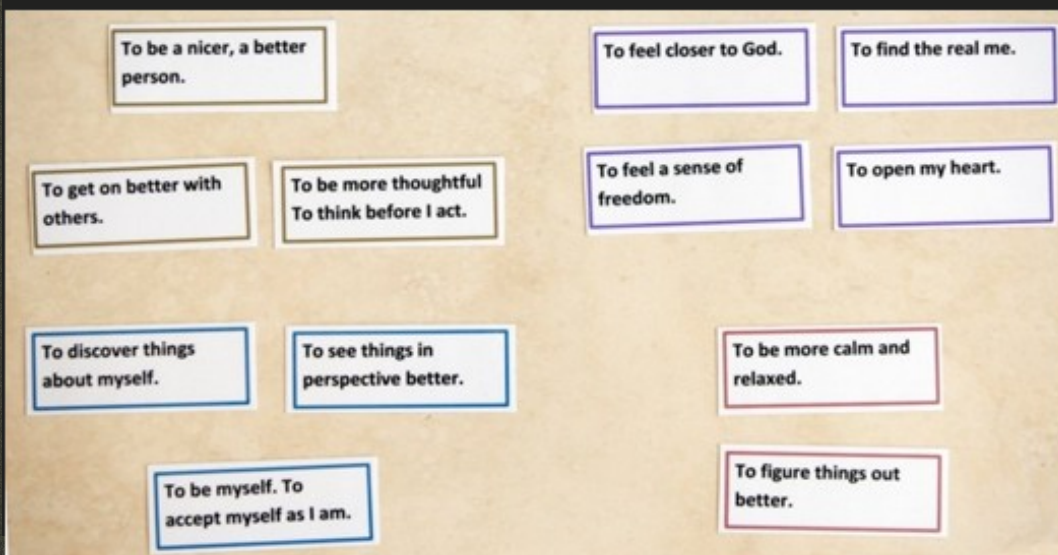 To be a nicer, a better
person.
To feel closer to God.
To find the real me.
To get on better with
others.
To be more thoughtful
To think before I act.
To feel a sense of
freedom.
To open my heart.
To discover things
about myself.
To see things in
perspective better.
To be more calm and
relaxed.
To be myself. To
accept myself as I am.
To figure things out
better.